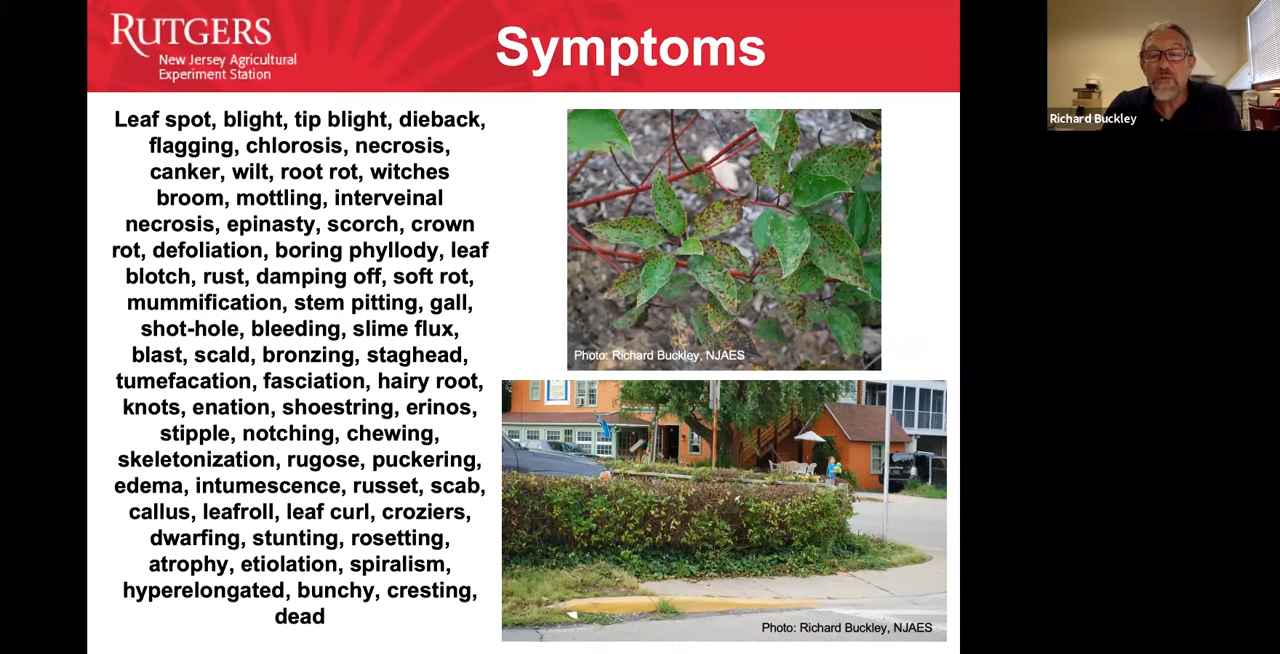 RUTGERS
New Jersey Agricultural
Experiment Station
Symptoms
Leaf spot, blight, tip blight, dieback,
flagging, chlorosis, necrosis,
canker, wilt, root rot, witches
broom, mottling, interveinal
necrosis, epinasty, scorch, crown
rot, defoliation, boring phyllody, leaf
blotch, rust, damping off, soft rot,
mummification, stem pitting, gall,
shot-hole, bleeding, slime flux,
blast, scald, bronzing, staghead,
tumefacation, fasciation, hairy root,
knots, enation, shoestring, erinos,
stipple, notching, chewing,
skeletonization, rugose, puckering,
edema, intumescence, russet, scab,
callus, leafroll, leaf curl, croziers,
dwarfing, stunting, rosetting,
atrophy, etiolation, spiralism,
hyperelongated, bunchy, cresting,
dead
Photo: Richard Buckley, NJAES
Photo: Richard Buckley, NJAES
Richard Buckley